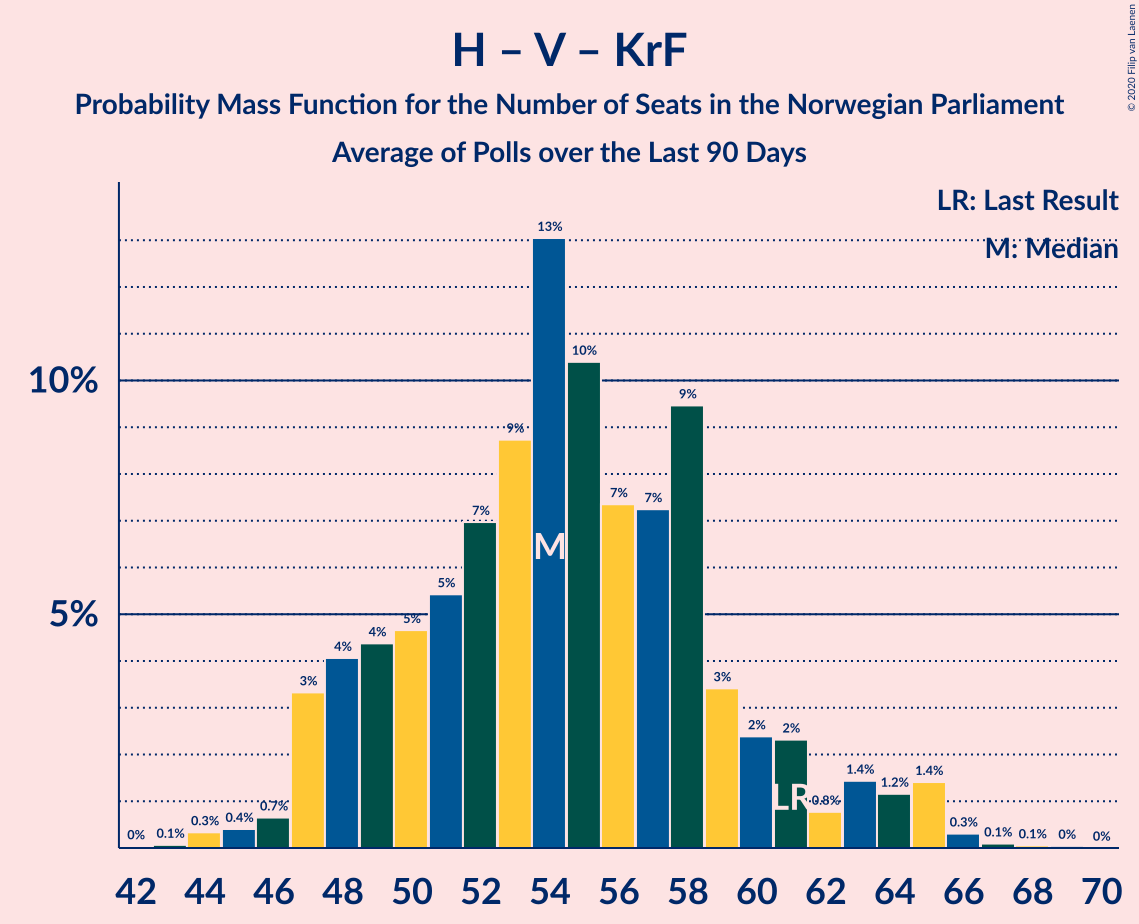 H – V – KrF
Probability Mass Function for the Number of Seats in the Norwegian Parliament
Average of Polls over the Last 90 Days
© 2020 Filip van Laenen
LR: Last Result
M: Median
10%
5%
0% 0.1% 0.3% 0.4% 0.7% 3% 4% 4% 5% 5% 7% 9% 13% 10% 7% 7% 9% 3% 2% 2% 0.8% 1.4% 1.2% 1.4% 0.3% 0.1% 0.1% 0% 0%
M
LR
42 44 46 48 50 52 54 56 58 60 62 64 66 68 70